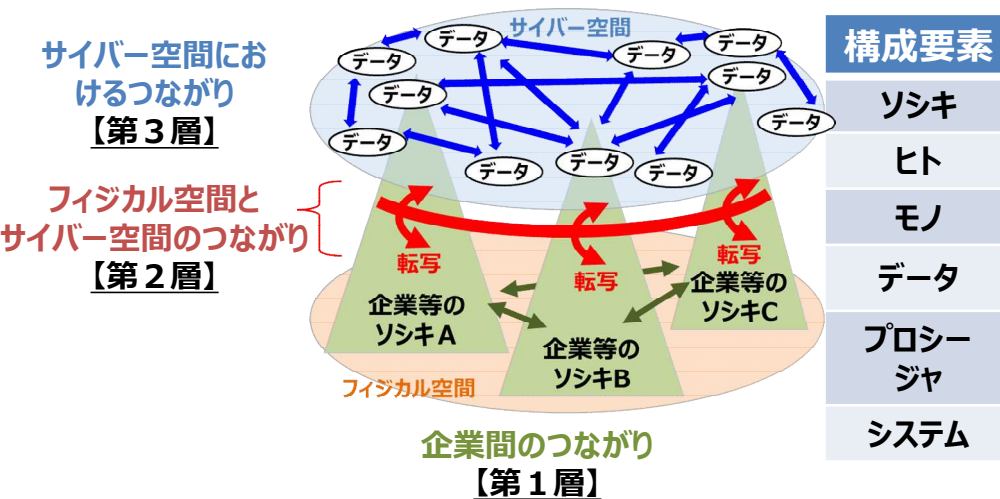 サイバー空間にお
けるつながり
【第３層】
フィジカル空間と
サイバー空間のつながり
【第２層】
サイバー空間
データ
データ
データ
データ
データ
データ
データ
データ
データ
データ
データ
データ
転写
転写
転写
企業等の
ソシキA
企業等の
ソシキB
企業等の
ソシキC
フィジカル空間
企業間のつながり
【第１層】
構成要素
ソシキ
ヒト
モノ
データ
プロシー
ジャ
システム